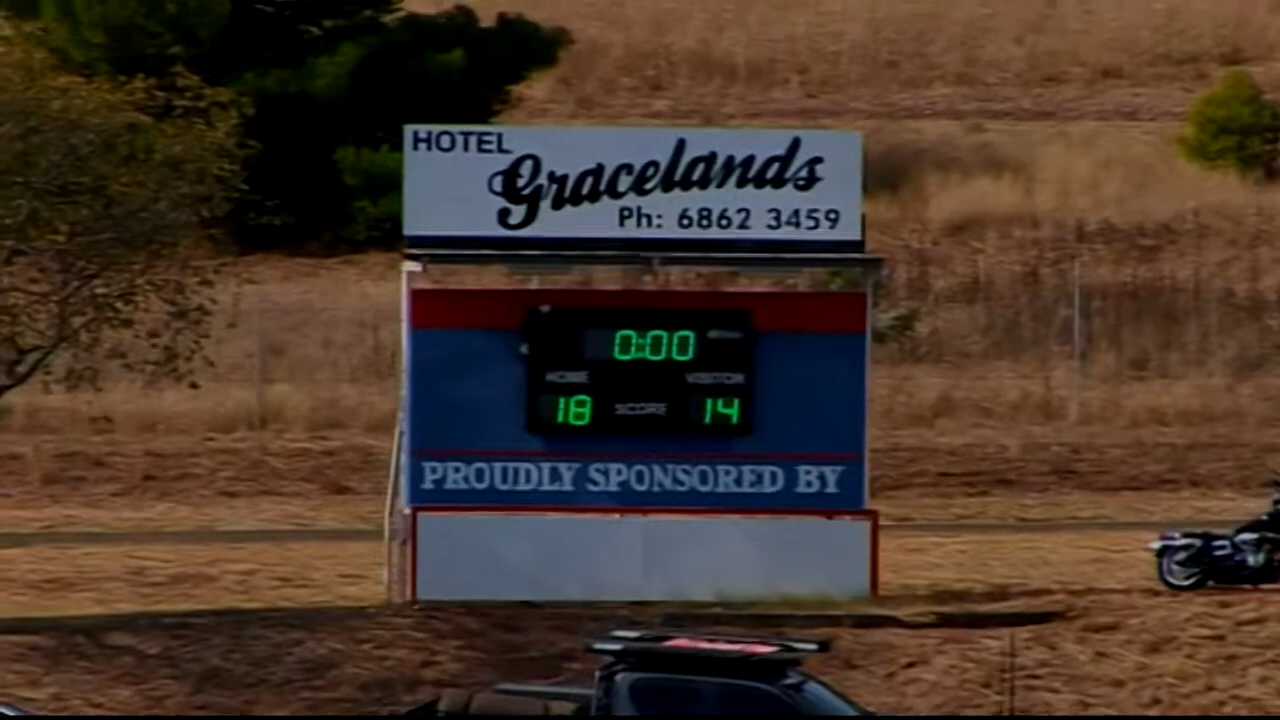 HOTEL
Gracelands
Ph: 6862 3459
0:00
HOME VISITOR
18 SCORE 14
PROUDLY SPONSORED BY